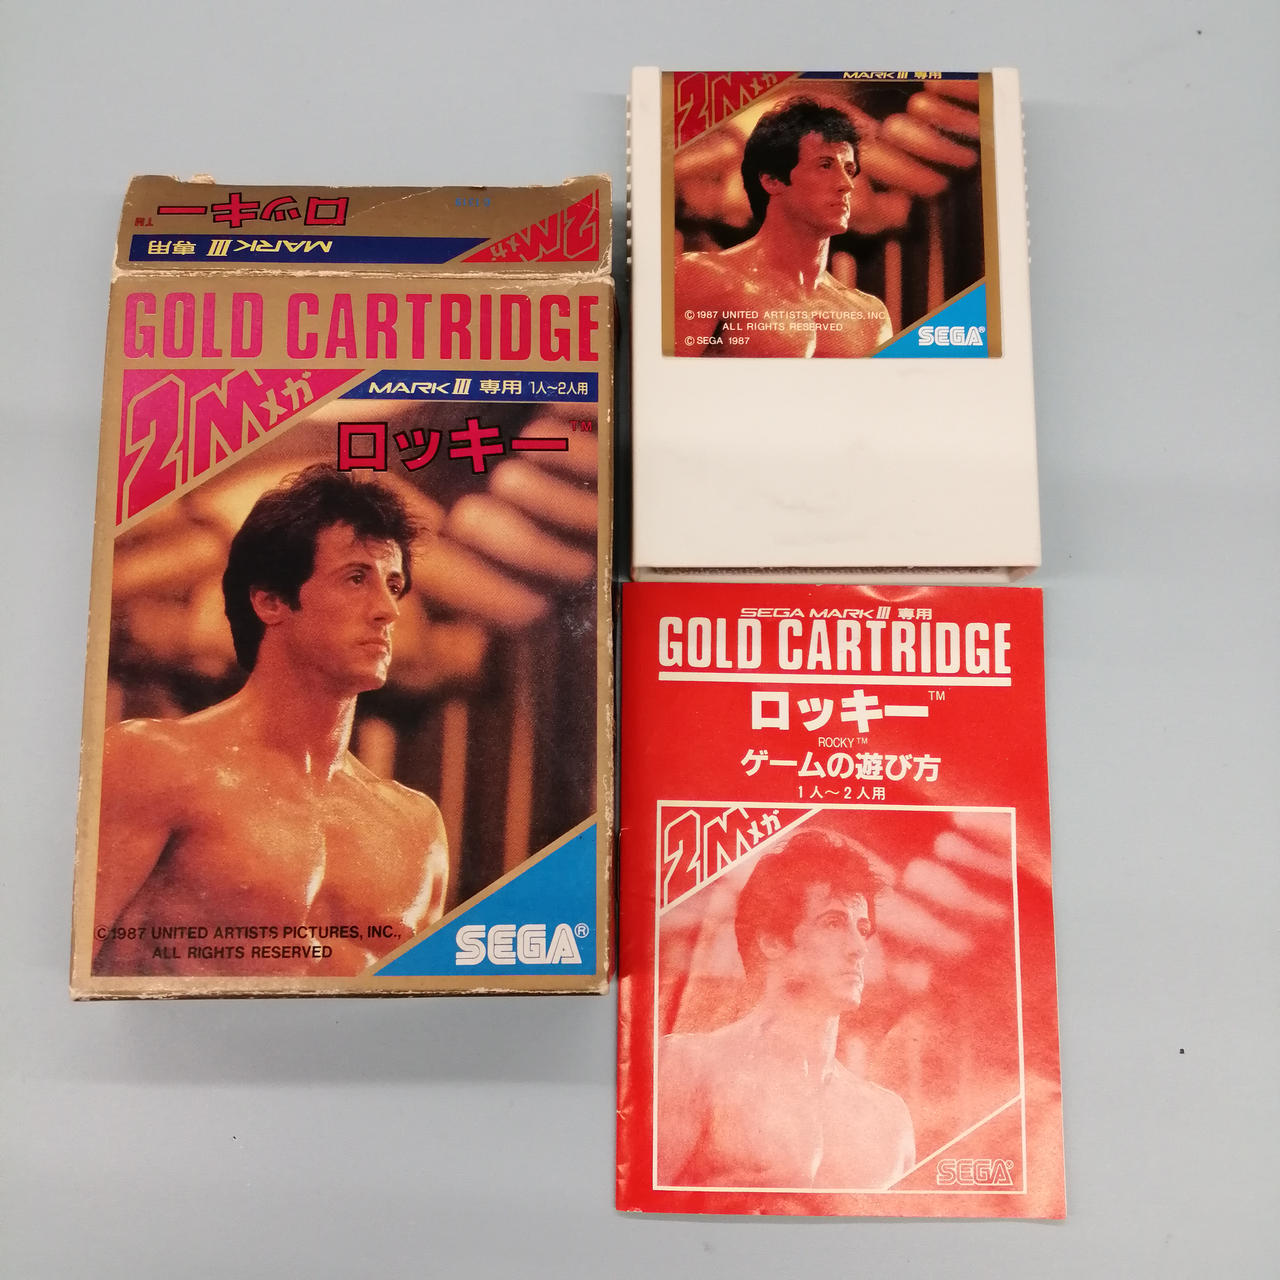 ロッキー™
MARK III 専用
2Mメガ
GOLD CARTRIDGE
2Mメガ
MARK III 専用 1人〜2人用
ロッキー™
©1987 UNITED ARTISTS PICTURES, INC.,
ALL RIGHTS RESERVED
SEGA®
MARK III 専用
2Mメガ
©1987 UNITED ARTISTS PICTURES, INC.
ALL RIGHTS RESERVED
© SEGA 1987
SEGA®
SEGA MARK III 専用
GOLD CARTRIDGE
ロッキー™
ROCKY™
ゲームの遊び方
1人〜2人用
2Mメガ
SEGA®